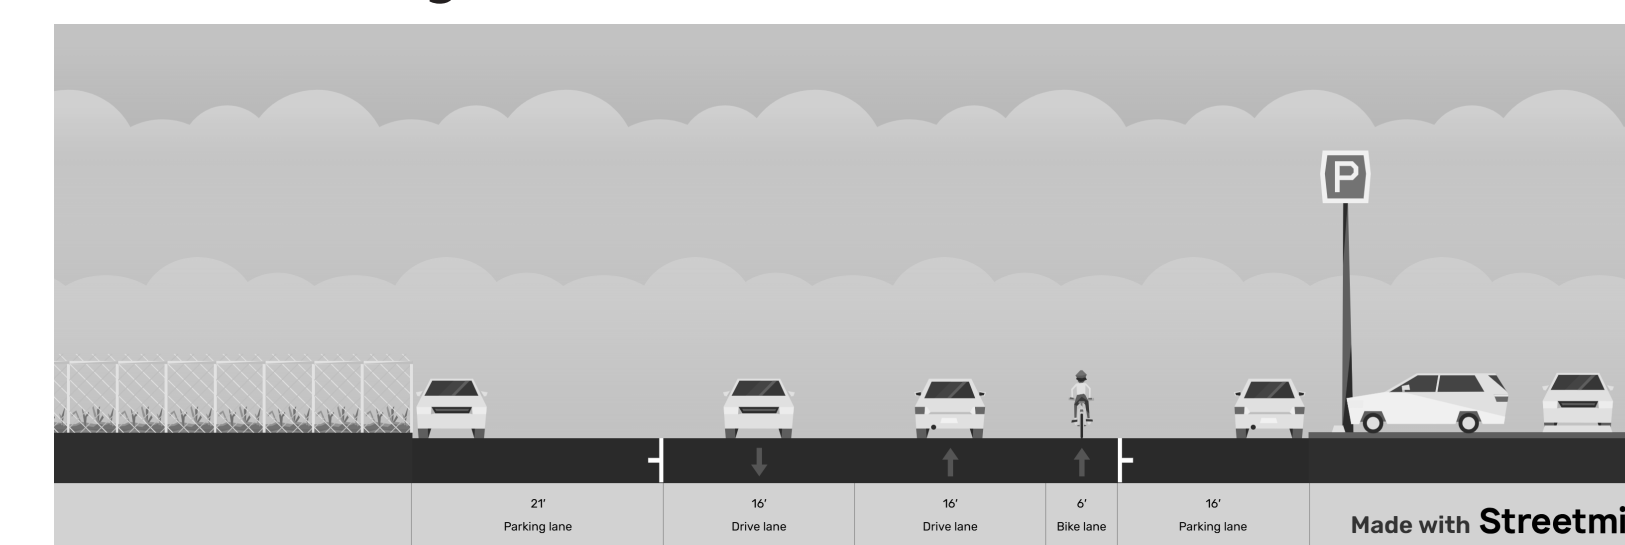 P
21' 16' 16' 6' 16'
Parking lane Drive lane Drive lane Bike lane Parking lane
Made with Streetmi